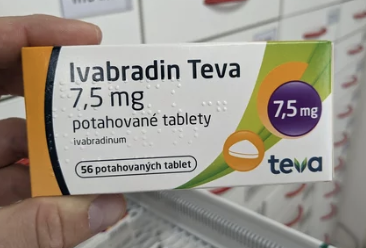 Ivabradin Teva
7,5 mg
potahované tablety
ivabradinum
56 potahovaných tablet
7,5 mg
teva